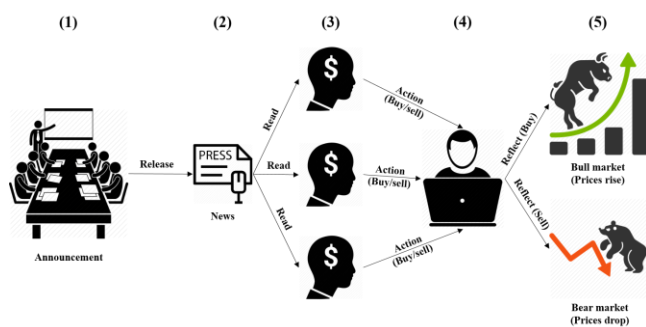 (1)
(2)
(3)
(4)
(5)
Announcement
Release
PRESS
News
Read
Read
Read
$
$
$
Action
(Buy/sell)
Action
(Buy/sell)
Action
(Buy/sell)
Reflect (Buy)
Reflect (Sell)
Bull market
(Prices rise)
Bear market
(Prices drop)